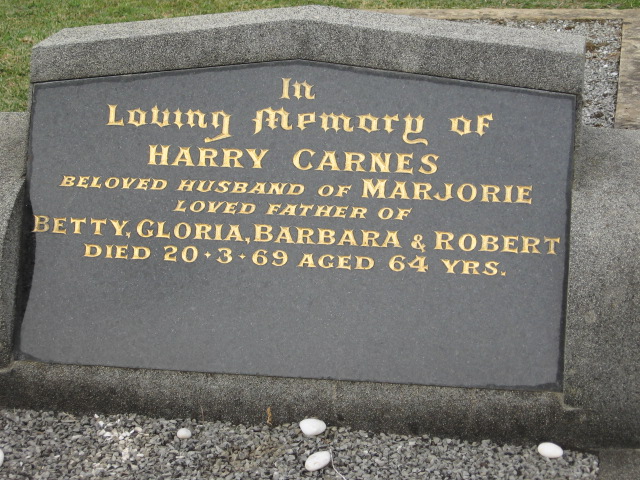 In
Loving Memory of
HARRY CARNES
BELOVED HUSBAND OF MARJORIE
LOVED FATHER OF
BETTY, GLORIA, BARBARA & ROBERT
DIED 20·3·69 AGED 64 YRS.